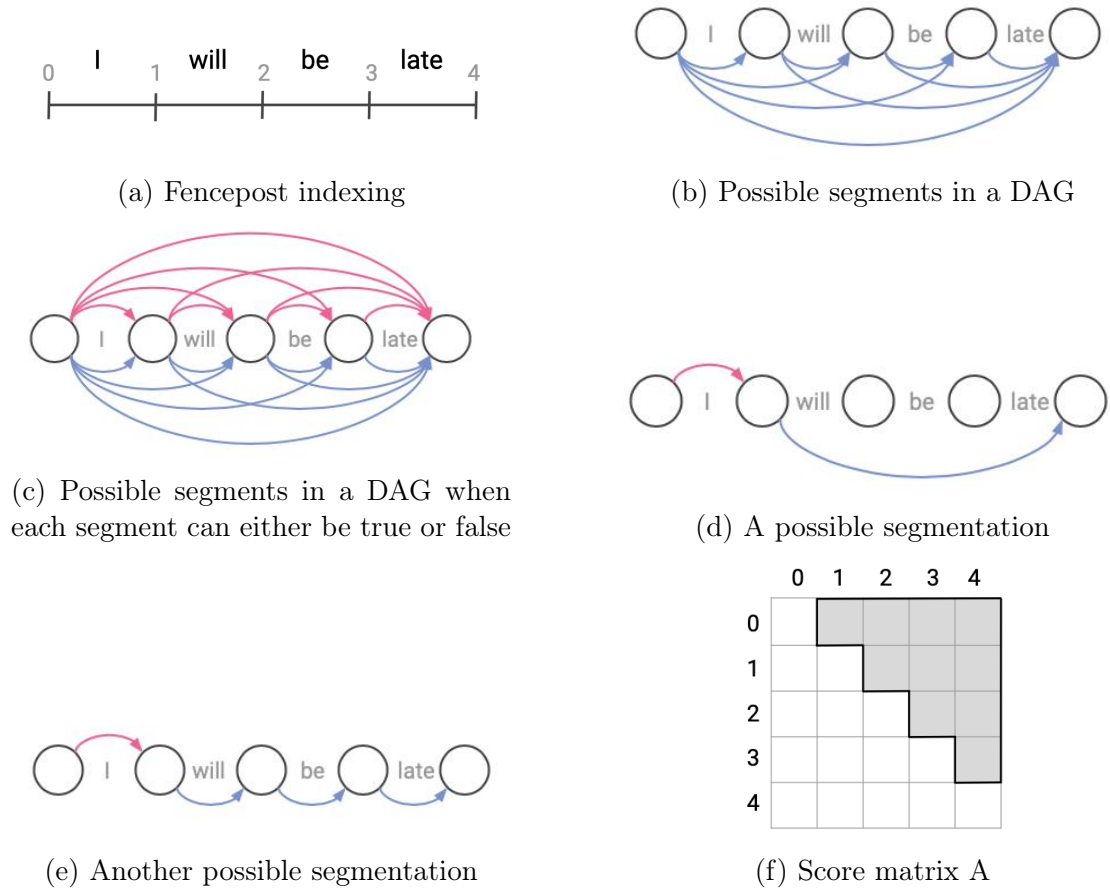 I will be late
0 1 2 3 4
(a) Fencepost indexing
I will be late
(b) Possible segments in a DAG
I will be late
(c) Possible segments in a DAG when
each segment can either be true or false
I will be late
(d) A possible segmentation
I will be late
(e) Another possible segmentation
0 1 2 3 4
0
1
2
3
4
(f) Score matrix A